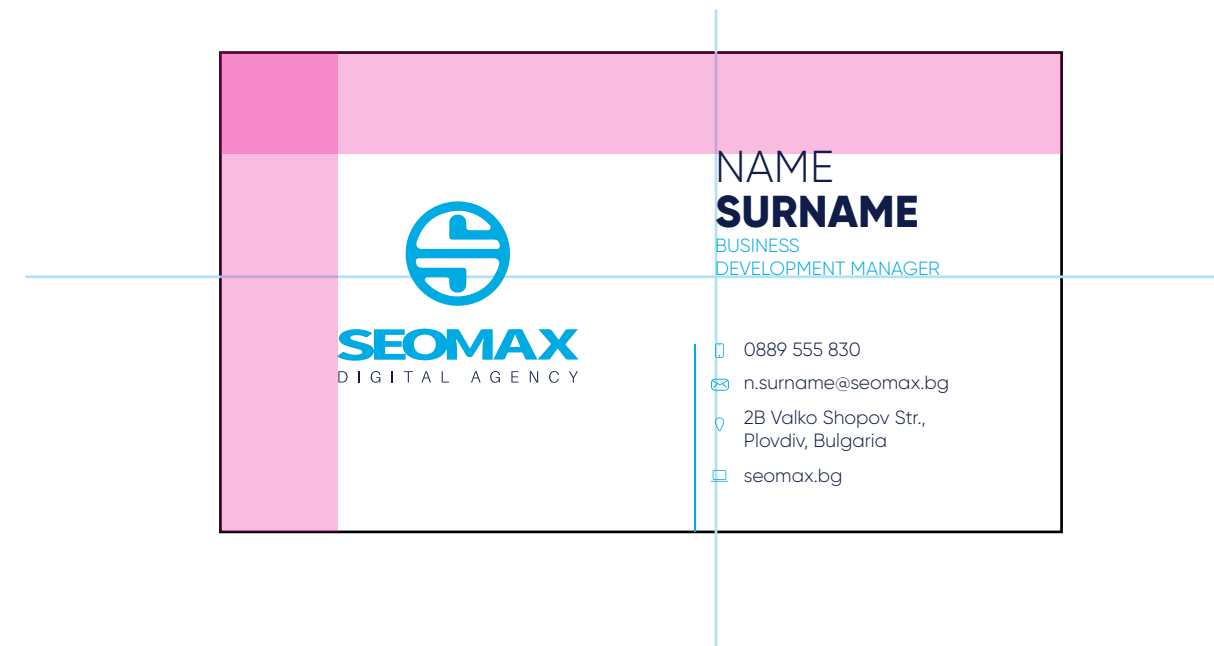 SEOMAX
DIGITAL AGENCY
NAME
SURNAME
BUSINESS
DEVELOPMENT MANAGER
0889 555 830
n.surname@seomax.bg
2B Valko Shopov Str.,
Plovdiv, Bulgaria
seomax.bg